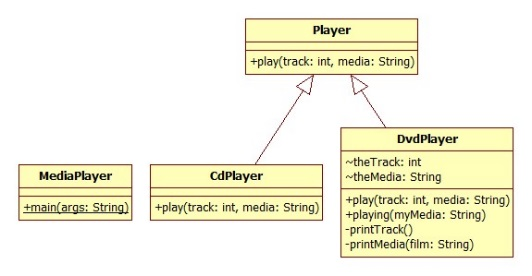 Player
+play(track: int, media: String)
MediaPlayer
+main(args: String)
CdPlayer
+play(track: int, media: String)
DvdPlayer
~theTrack: int
~theMedia: String
+play(track: int, media: String)
+playing(myMedia: String)
-printTrack()
-printMedia(film: String)